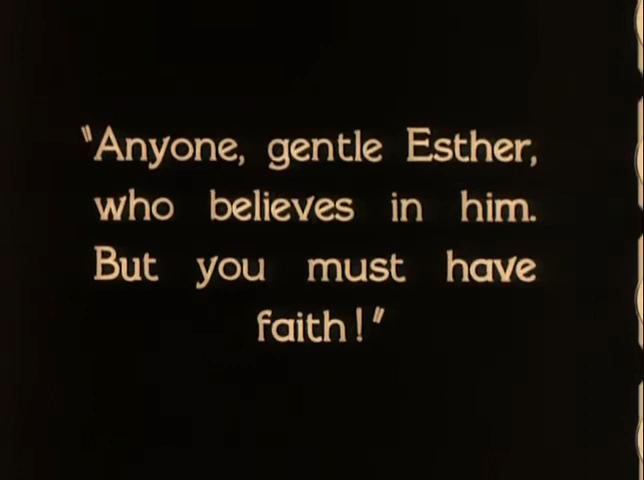 "Anyone, gentle Esther,
who believes in him.
But you must have
faith!"